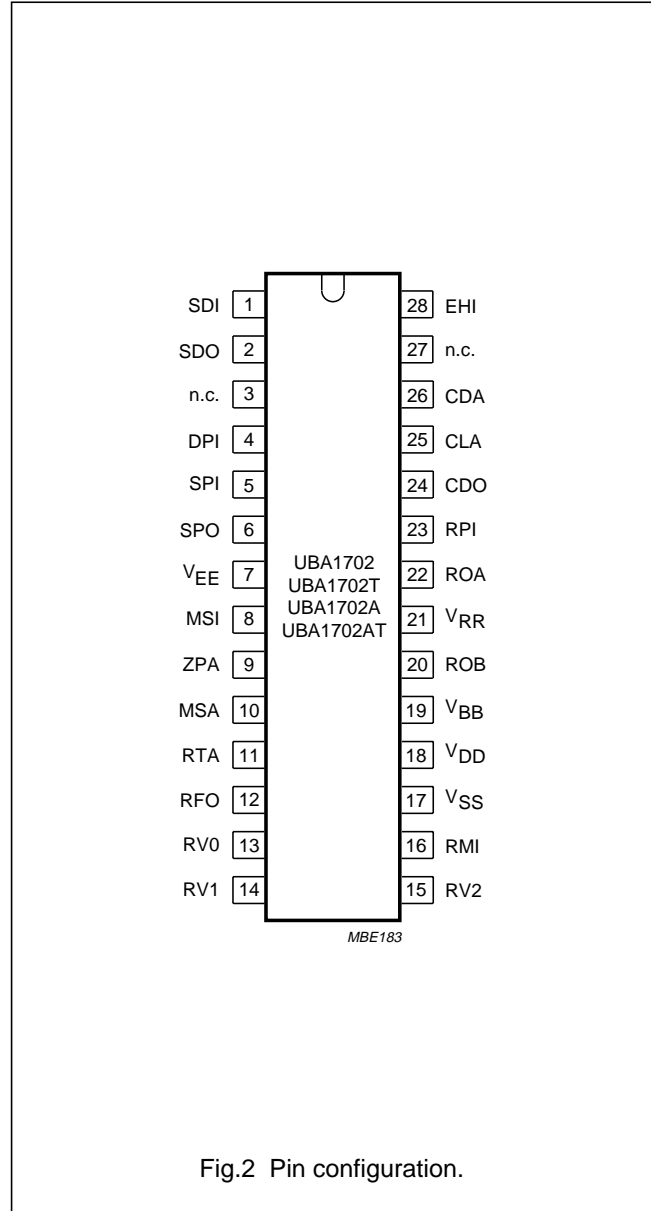 SDI 1 28 EHI
SDO 2 27 n.c.
n.c. 3 26 CDA
DPI 4 25 CLA
SPI 5 24 CDO
SPO 6 23 RPI
VEE 7 22 ROA
MSI 8 21 VRR
ZPA 9 20 ROB
MSA 10 19 VBB
RTA 11 18 VDD
RFO 12 17 VSS
RV0 13 16 RMI
RV1 14 15 RV2
UBA1702
UBA1702T
UBA1702A
UBA1702AT
MBE183
Fig.2 Pin configuration.